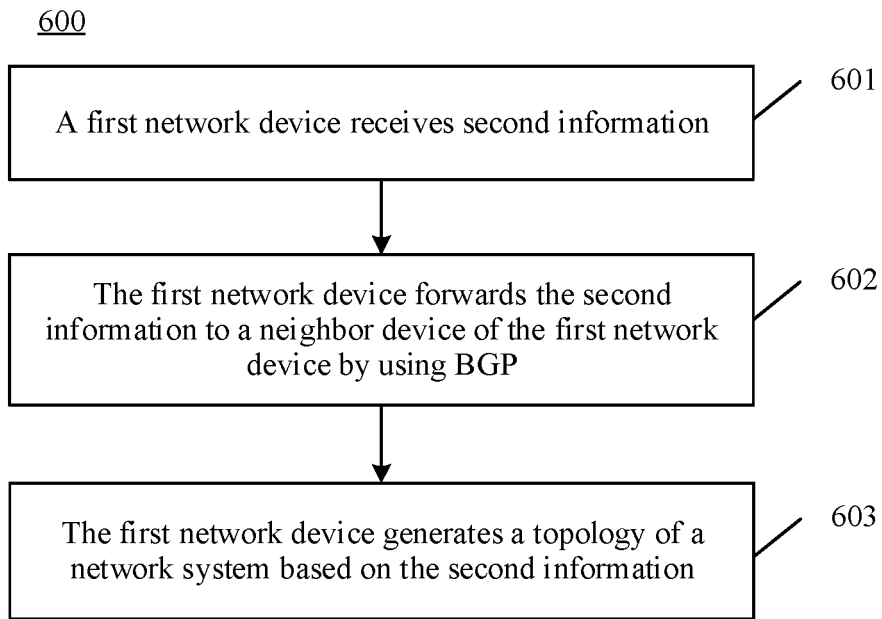 600
601
A first network device receives second information
602
The first network device forwards the second
information to a neighbor device of the first network
device by using BGP
603
The first network device generates a topology of a
network system based on the second information